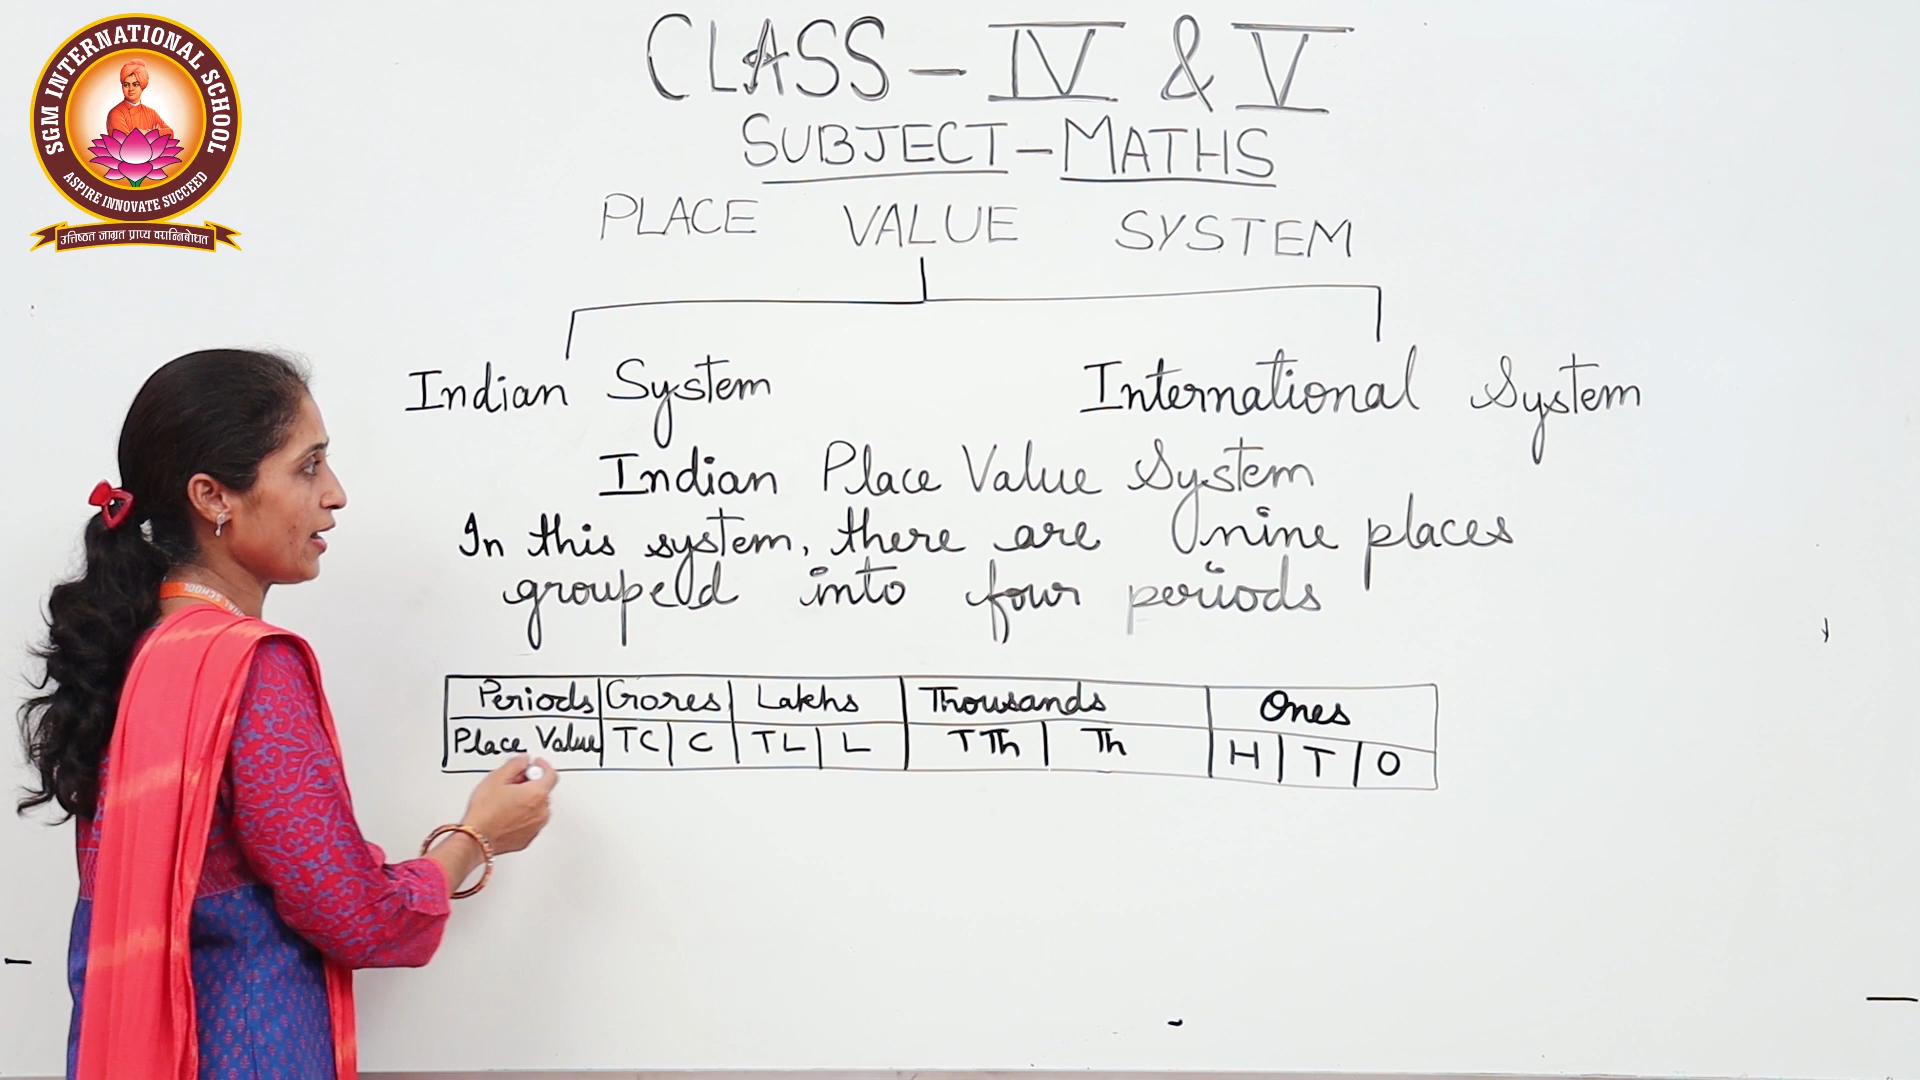 SGM INTERNATIONAL SCHOOL
ASPIRE INNOVATE SUCCEED
उत्तिष्ठत जाग्रत प्राप्य वरान्निबोधत
CLASS - IV & V
SUBJECT - MATHS
PLACE VALUE SYSTEM
Indian System International System
Indian Place Value System
In this system, there are nine places
grouped into four periods
Periods Crores Lakhs Thousands Ones
Place Value TC C TL L T Th Th H T O